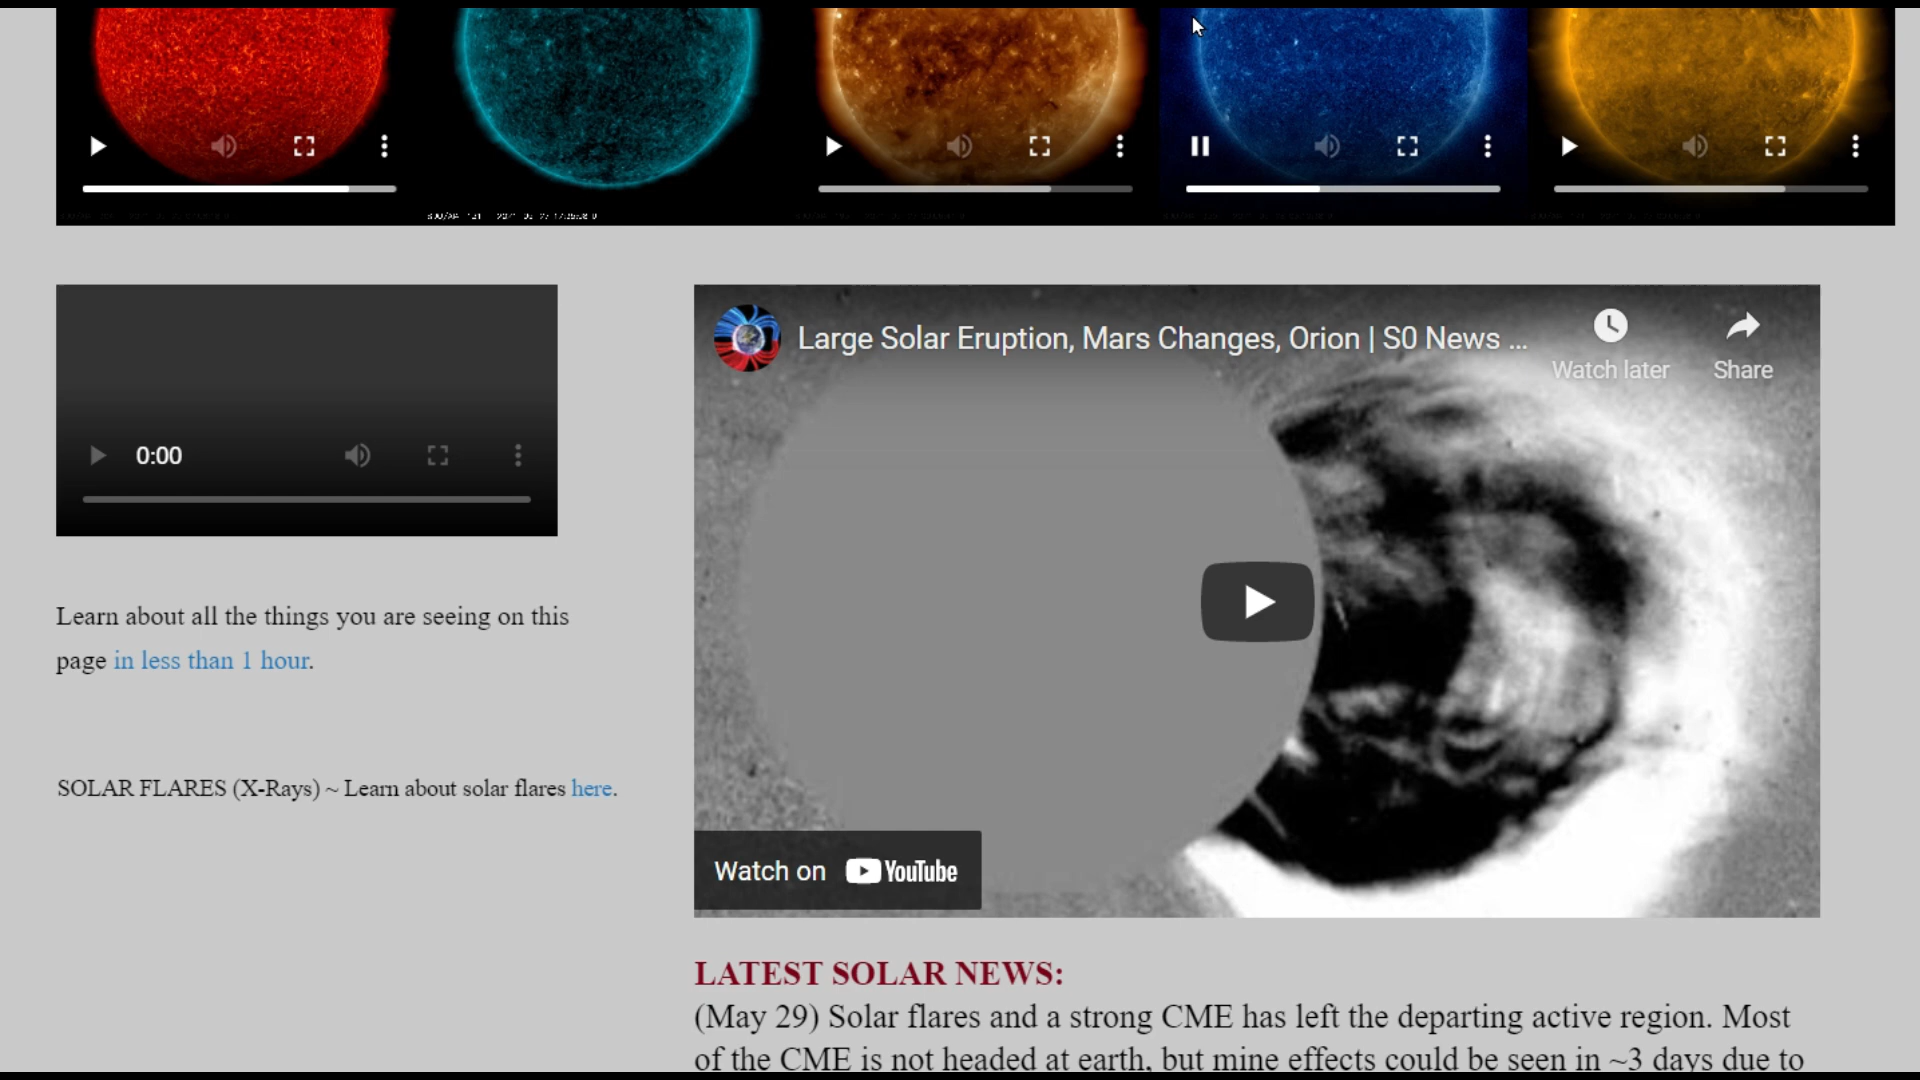 Large Solar Eruption, Mars Changes, Orion | S0 News ...
Watch later
Share
0:00
Learn about all the things you are seeing on this
page in less than 1 hour.
SOLAR FLARES (X-Rays) ~ Learn about solar flares here.
Watch on YouTube
LATEST SOLAR NEWS:
(May 29) Solar flares and a strong CME has left the departing active region. Most
of the CME is not headed at earth, but mine effects could be seen in ~3 days due to